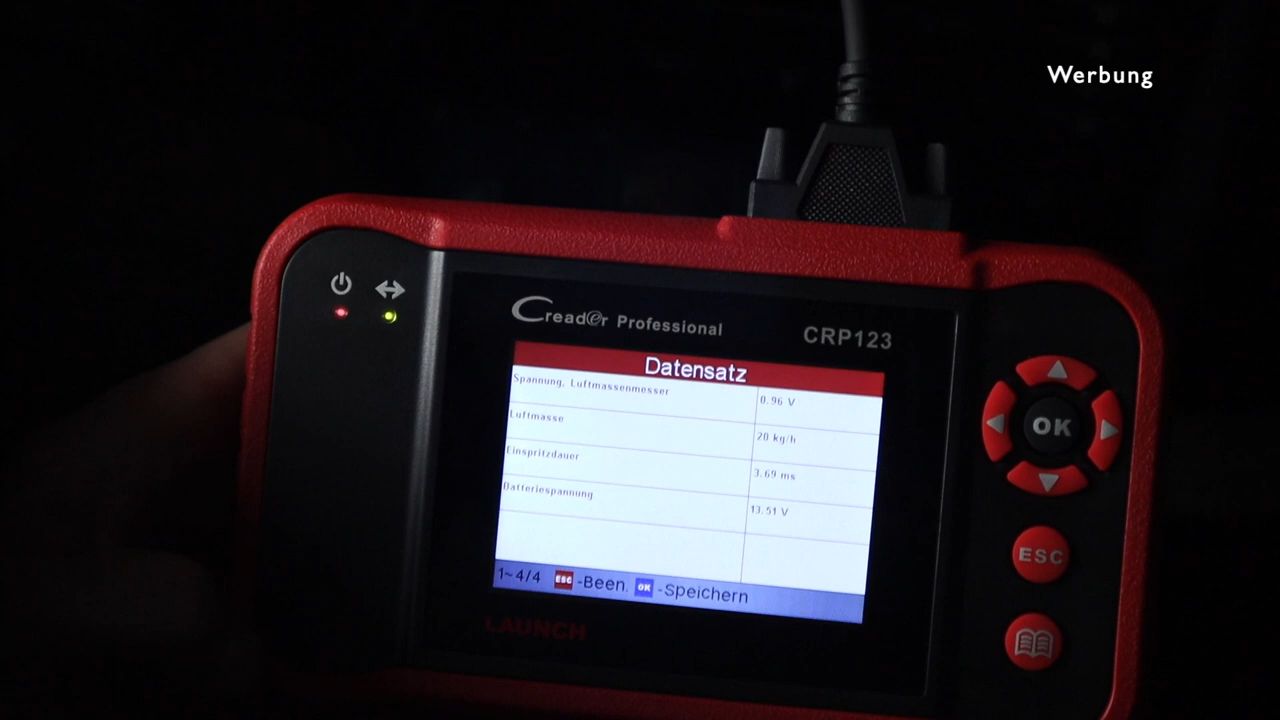 Werbung
Creader Professional
CRP123
Datensatz
Spannung, Luftmassenmesser 0.96 V
Luftmasse 20 kg/h
Einspritzdauer 3.69 ms
Batteriespannung 13.51 V
1~4/4 ESC -Been. OK -Speichern
LAUNCH
OK
ESC